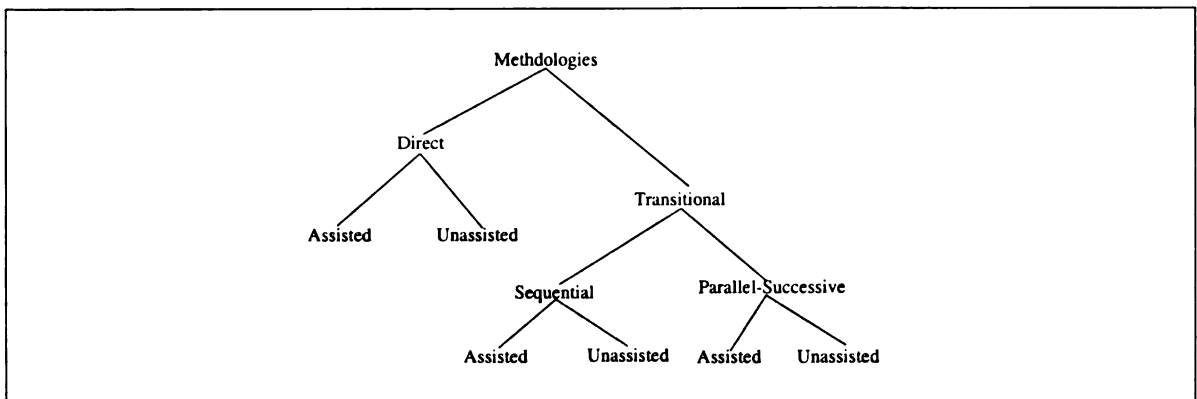 Methdologies
Direct
Transitional
Assisted Unassisted
Sequential Parallel-Successive
Assisted Unassisted Assisted Unassisted